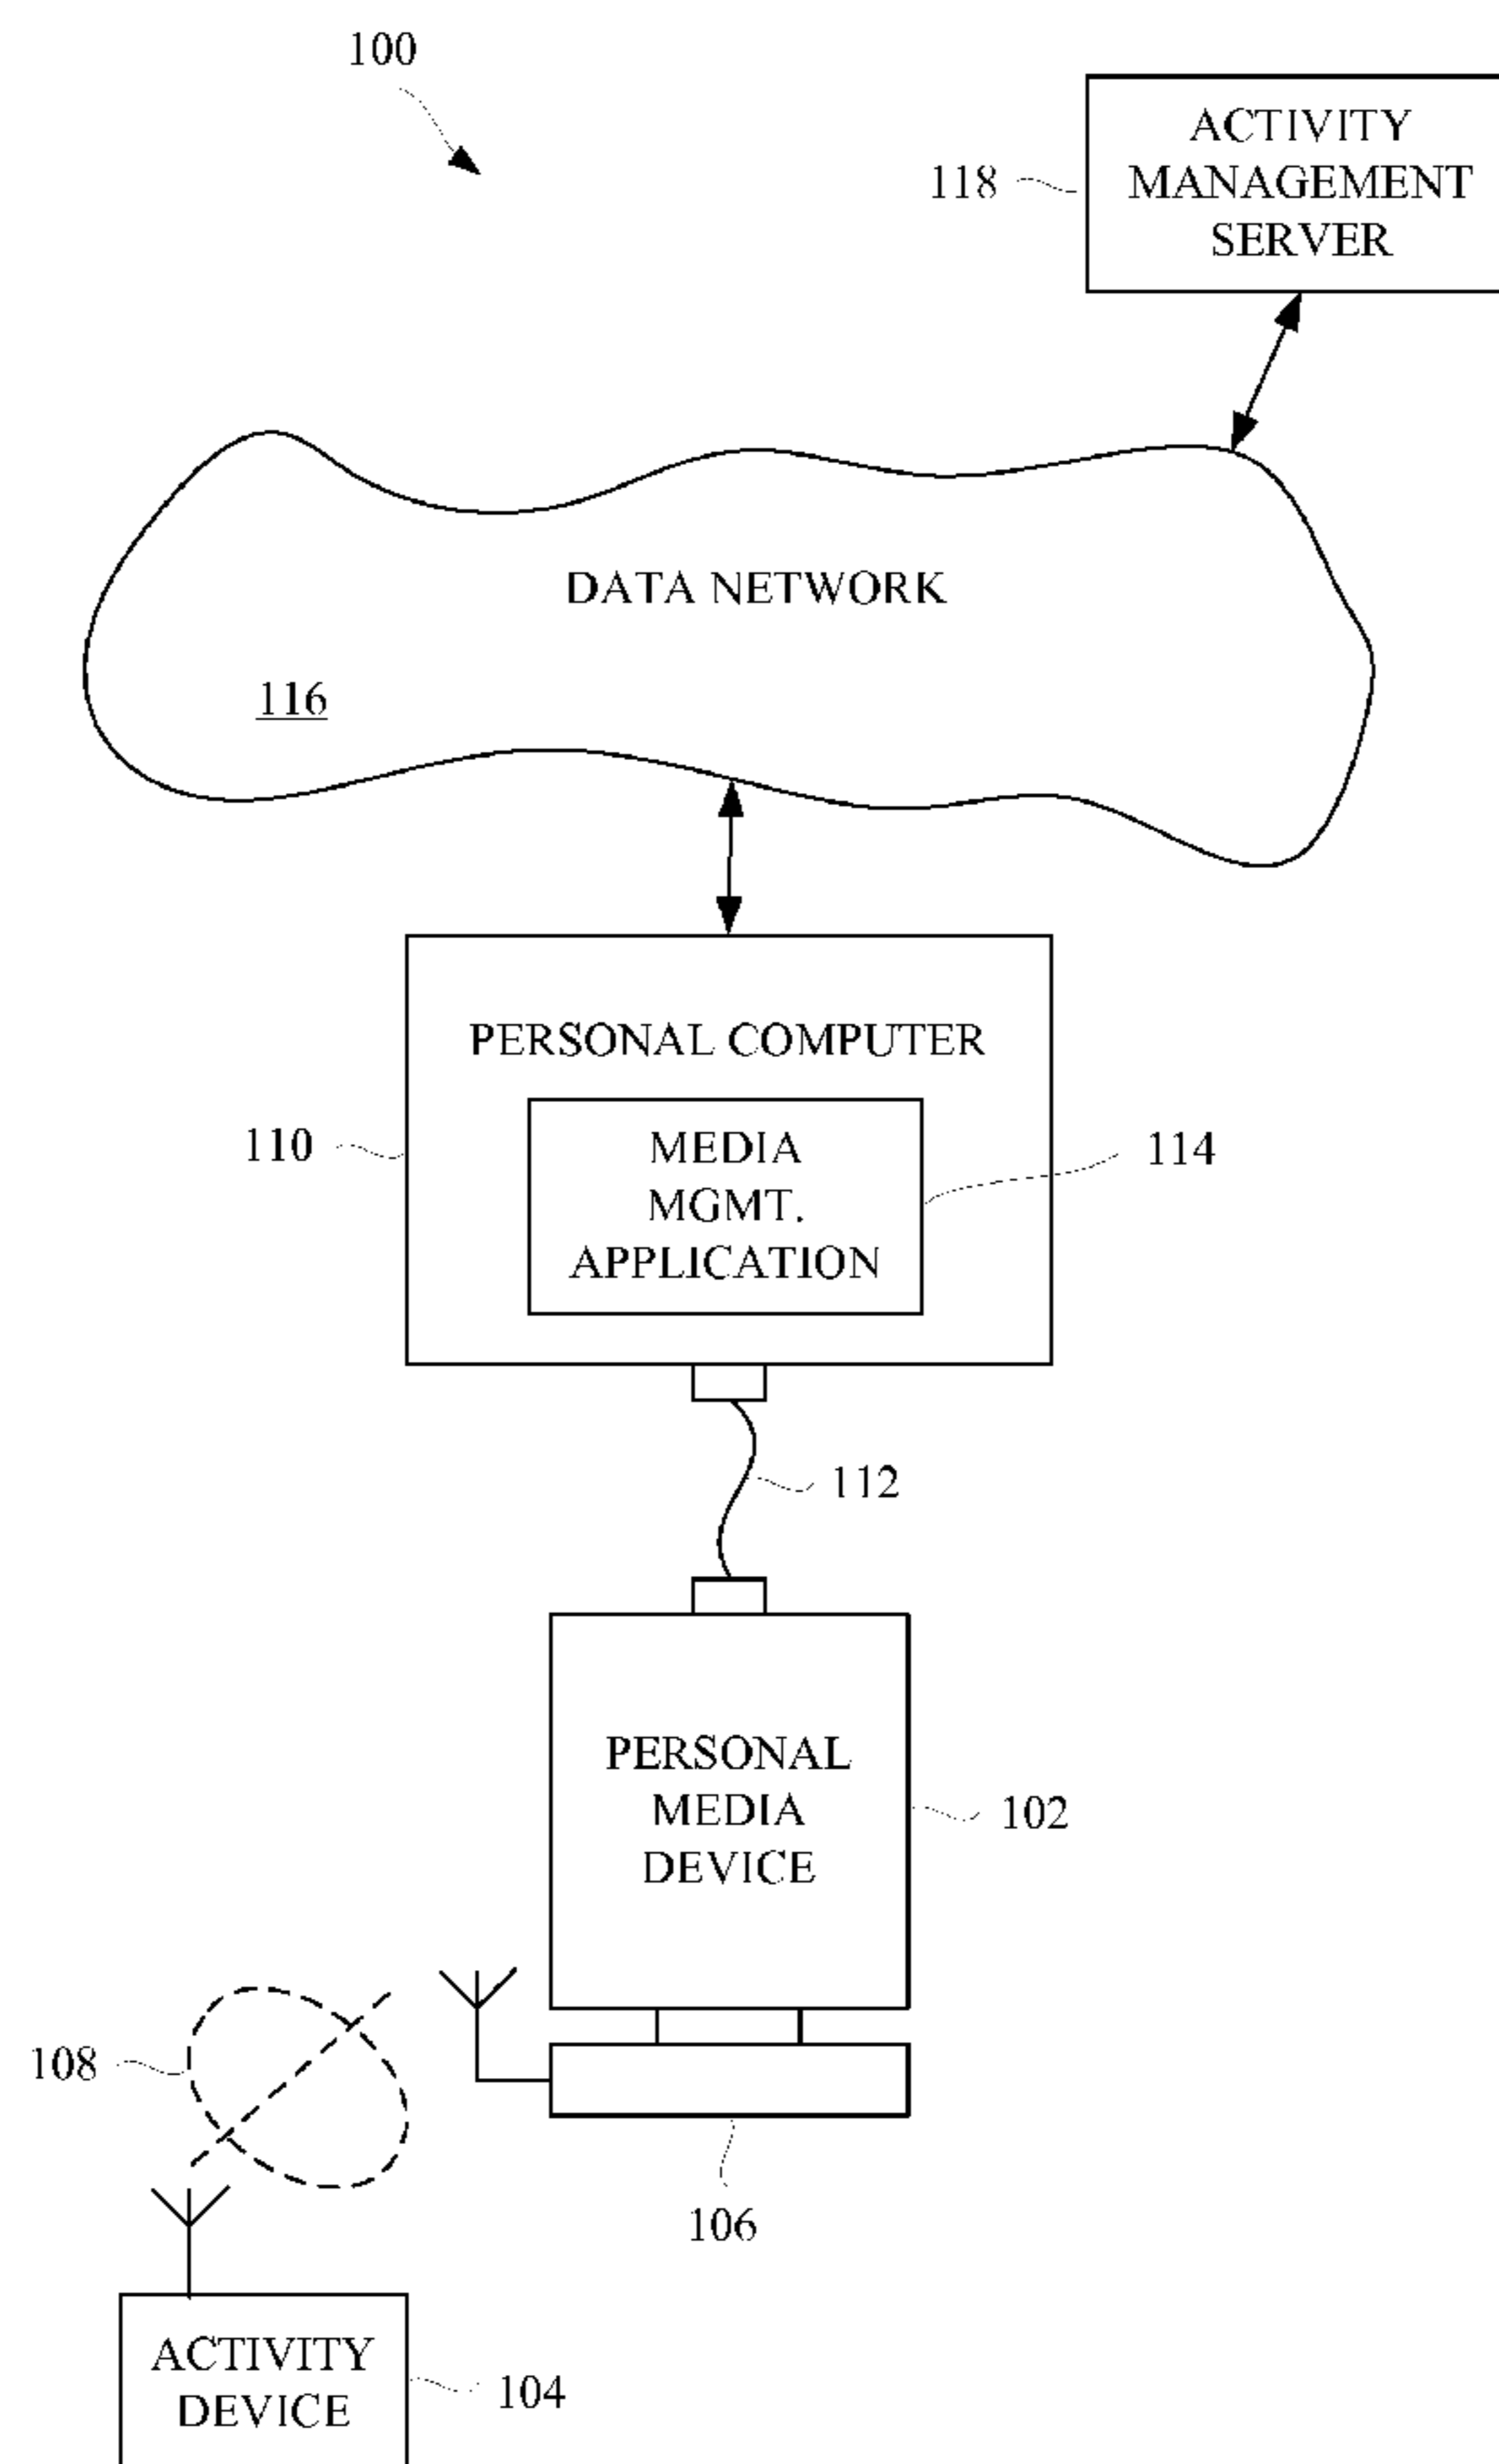 100
ACTIVITY
MANAGEMENT
SERVER
118
DATA NETWORK
116
PERSONAL COMPUTER
110
MEDIA
MGMT.
APPLICATION
114
112
PERSONAL
MEDIA
DEVICE
102
108
106
ACTIVITY
DEVICE
104